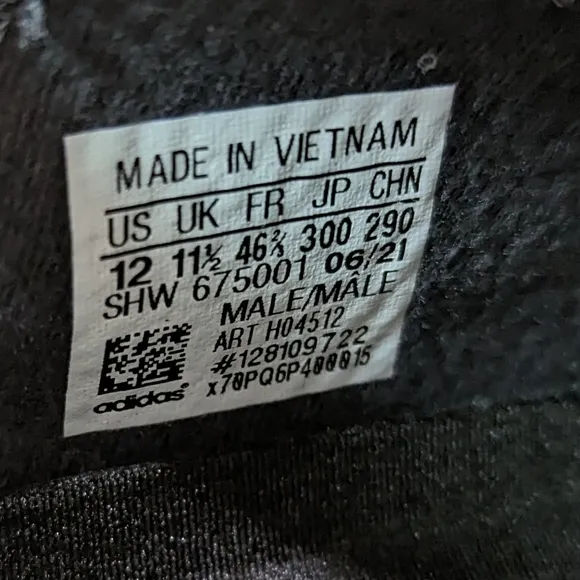 MADE IN VIETNAM
US UK FR JP CHN
12 11½ 46⅔ 300 290
SHW 675001 06/21
MALE/MÂLE
ART H04512
#128109722
x70PQ6P400015
adidas®